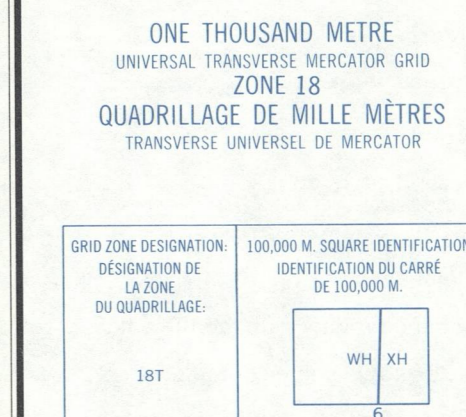 ONE THOUSAND METRE
UNIVERSAL TRANSVERSE MERCATOR GRID
ZONE 18
QUADRILLAGE DE MILLE MÈTRES
TRANSVERSE UNIVERSEL DE MERCATOR
GRID ZONE DESIGNATION:
DÉSIGNATION DE
LA ZONE
DU QUADRILLAGE:
18T
100,000 M. SQUARE IDENTIFICATION
IDENTIFICATION DU CARRÉ
DE 100,000 M.
WH XH
6